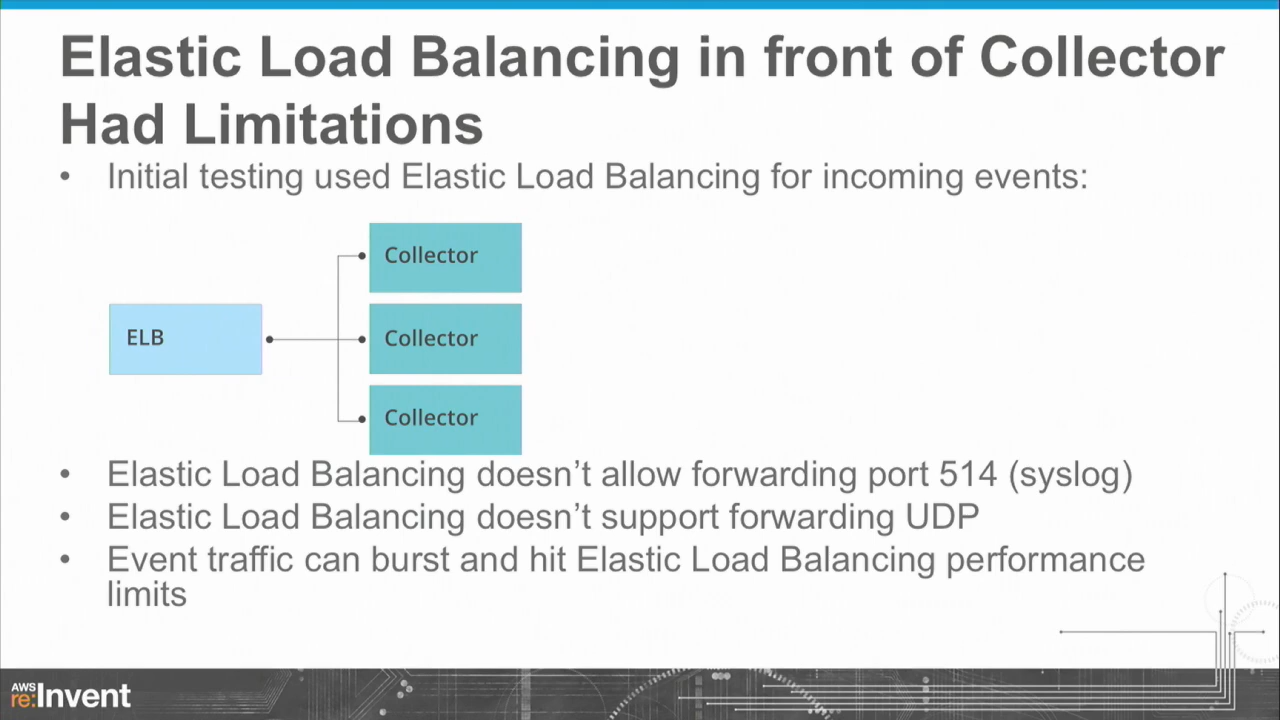 Elastic Load Balancing in front of Collector
Had Limitations
• Initial testing used Elastic Load Balancing for incoming events:
Collector
ELB
Collector
Collector
• Elastic Load Balancing doesn’t allow forwarding port 514 (syslog)
• Elastic Load Balancing doesn’t support forwarding UDP
• Event traffic can burst and hit Elastic Load Balancing performance
limits
AWS
re:Invent